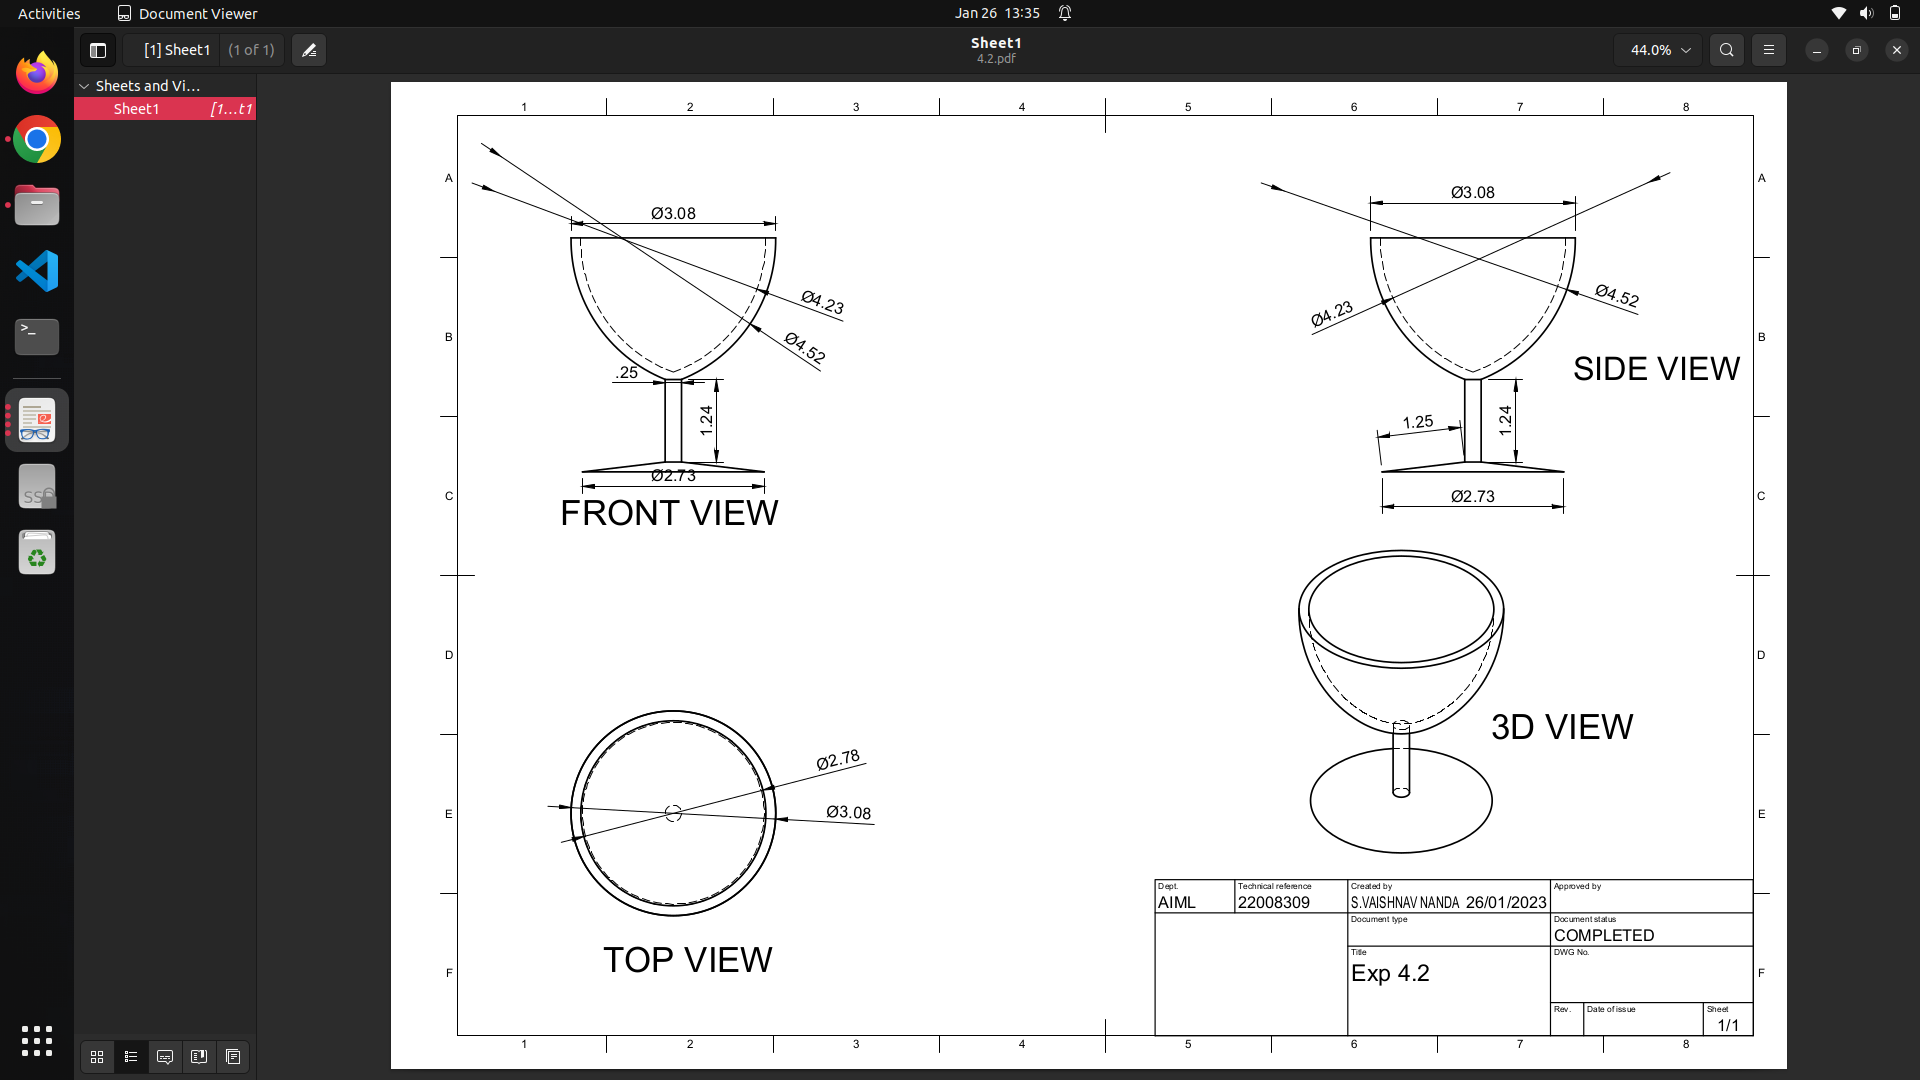 Activities
Document Viewer
Jan 26 13:35
[1] Sheet1 (1 of 1)
Sheet1
4.2.pdf
44.0%
Sheets and Vi...
Sheet1 [1...t1
1 2 3 4 5 6 7 8
A A
Ø3.08
Ø4.23
Ø4.52
.25
1.24
Ø2.73
FRONT VIEW
Ø3.08
Ø4.52
Ø4.23
SIDE VIEW
1.25
1.24
Ø2.73
B B
C C
D D
3D VIEW
Ø2.78
Ø3.08
TOP VIEW
E E
F F
Dept.
AIML
Technical reference
22008309
Created by
S.VAISHNAV NANDA 26/01/2023
Approved by
Document type
Document status
COMPLETED
Title
Exp 4.2
DWG No.
Rev.
Date of issue
Sheet
1/1
1 2 3 4 5 6 7 8
>_
SSD